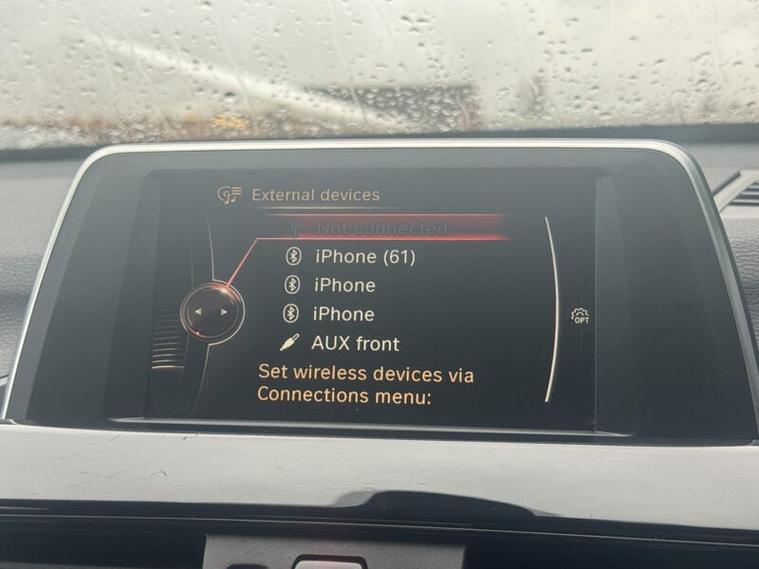 External devices
Not connected
iPhone (61)
iPhone
iPhone
AUX front
Set wireless devices via
Connections menu:
OPT